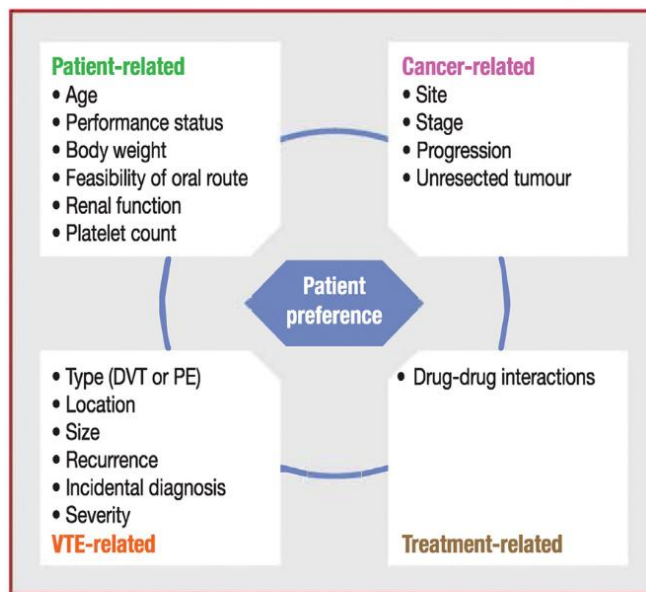 Patient-related
• Age
• Performance status
• Body weight
• Feasibility of oral route
• Renal function
• Platelet count
Cancer-related
• Site
• Stage
• Progression
• Unresected tumour
Patient
preference
• Type (DVT or PE)
• Location
• Size
• Recurrence
• Incidental diagnosis
• Severity
VTE-related
• Drug-drug interactions
Treatment-related